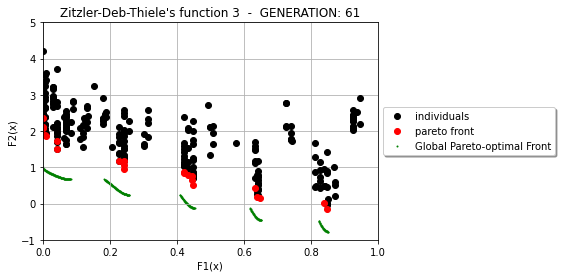 Zitzler-Deb-Thiele's function 3 - GENERATION: 61
5
4
3
2
1
0
−1
F2(x)
0.0 0.2 0.4 0.6 0.8 1.0
F1(x)
individuals
pareto front
Global Pareto-optimal Front